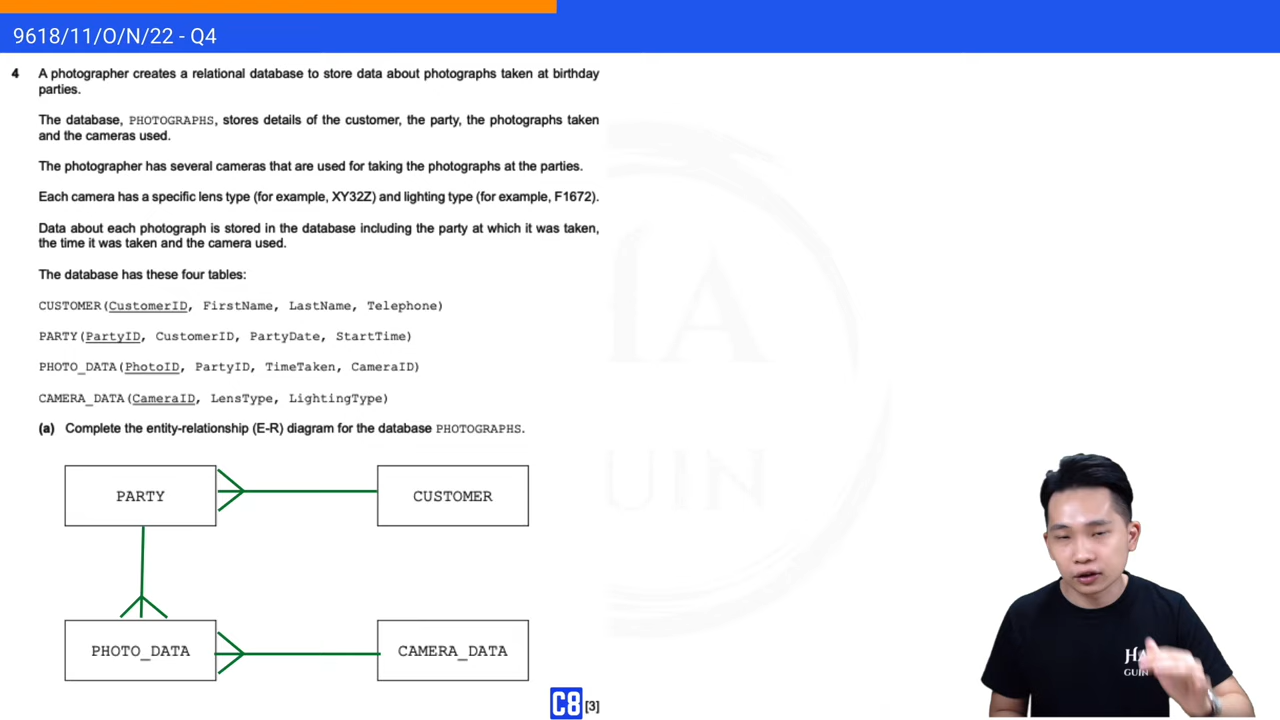 9618/11/O/N/22 - Q4
4 A photographer creates a relational database to store data about photographs taken at birthday
parties.
The database, PHOTOGRAPHS, stores details of the customer, the party, the photographs taken
and the cameras used.
The photographer has several cameras that are used for taking the photographs at the parties.
Each camera has a specific lens type (for example, XY32Z) and lighting type (for example, F1672).
Data about each photograph is stored in the database including the party at which it was taken,
the time it was taken and the camera used.
The database has these four tables:
CUSTOMER(CustomerID, FirstName, LastName, Telephone)
PARTY(PartyID, CustomerID, PartyDate, StartTime)
PHOTO_DATA(PhotoID, PartyID, TimeTaken, CameraID)
CAMERA_DATA(CameraID, LensType, LightingType)
(a) Complete the entity-relationship (E-R) diagram for the database PHOTOGRAPHS.
PARTY CUSTOMER
PHOTO_DATA CAMERA_DATA
C8 [3]
HA
GUIN
HA
GUIN